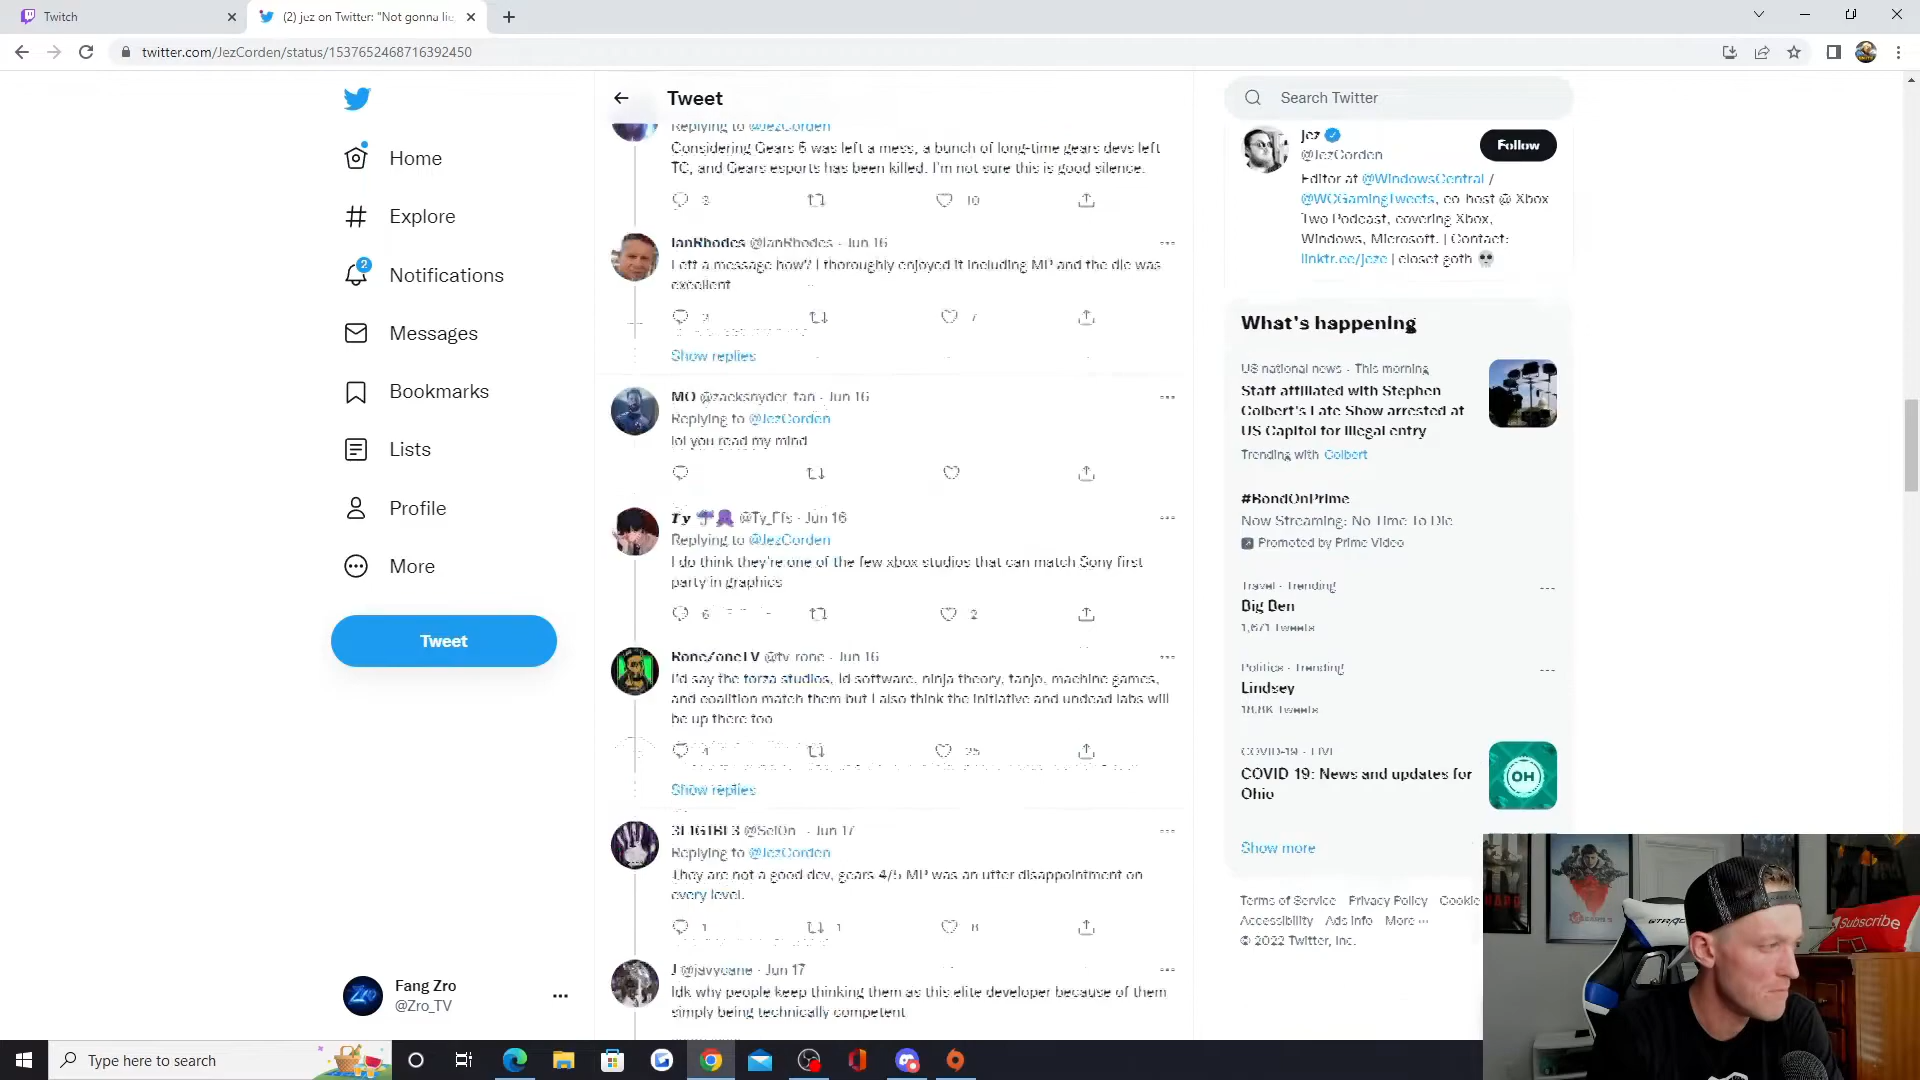 Twitch
(2) jez on Twitter: "Not gonna lie,
twitter.com/JezCorden/status/1537652468716392450
Home
Explore
2
Notifications
Messages
Bookmarks
Lists
Profile
More
Tweet
Fang Zro
@Zro_TV
Tweet
Replying to @JezCorden
Considering Gears 5 was left a mess, a bunch of long-time gears devs left
TC, and Gears esports has been killed. I'm not sure this is good silence.
3
10
IanRhodes @IanRhodes · Jun 16
Left a message how? I thoroughly enjoyed it including MP and the dlc was
excellent
2
7
Show replies
MO @zacksnyder_fan · Jun 16
Replying to @JezCorden
lol you read my mind
Ty @Ty_Ffs · Jun 16
Replying to @JezCorden
I do think they're one of the few xbox studios that can match Sony first
party in graphics
6
2
RoneZoneTV @tv_rone · Jun 16
I'd say the forza studios, id software, ninja theory, tanjo, machine games,
and coalition match them but I also think the initiative and undead labs will
be up there too
4
25
Show replies
· Jun 17
Replying to @JezCorden
They are not a good dev, gears 4/5 MP was an utter disappointment on
every level.
1
1
8
J @javycane · Jun 17
Idk why people keep thinking them as this elite developer because of them
simply being technically competent
Search Twitter
jez
@JezCorden
Follow
Editor at @WindowsCentral /
@WCGamingTweets, co-host @ Xbox
Two Podcast, covering Xbox,
Windows, Microsoft. | Contact:
linktr.ee/jeze | closet goth
What's happening
US national news · This morning
Staff affiliated with Stephen
Colbert's Late Show arrested at
US Capitol for illegal entry
Trending with Colbert
#BondOnPrime
Now Streaming: No Time To Die
Promoted by Prime Video
Travel · Trending
Big Ben
1,671 Tweets
Politics · Trending
Lindsey
18.8K Tweets
COVID-19 · LIVE
COVID-19: News and updates for
Ohio
OH
Show more
Terms of Service Privacy Policy Cookie
Accessibility Ads info More
© 2022 Twitter, Inc.
Subscribe
Type here to search